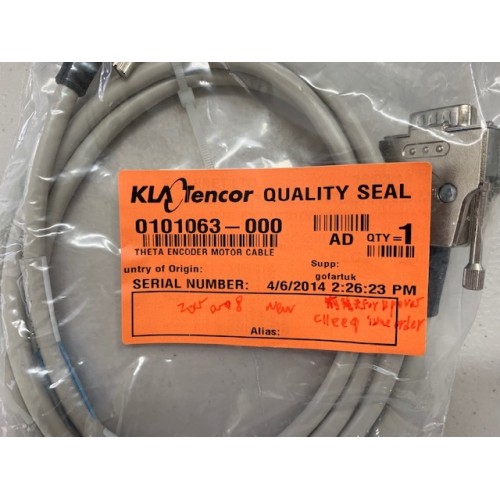 KLA Tencor QUALITY SEAL
0101063-000
AD QTY=1
THETA ENCODER MOTOR CABLE
Supp:
untry of Origin:
gofartuk
SERIAL NUMBER: 4/6/2014 2:26:23 PM
New
Alias: